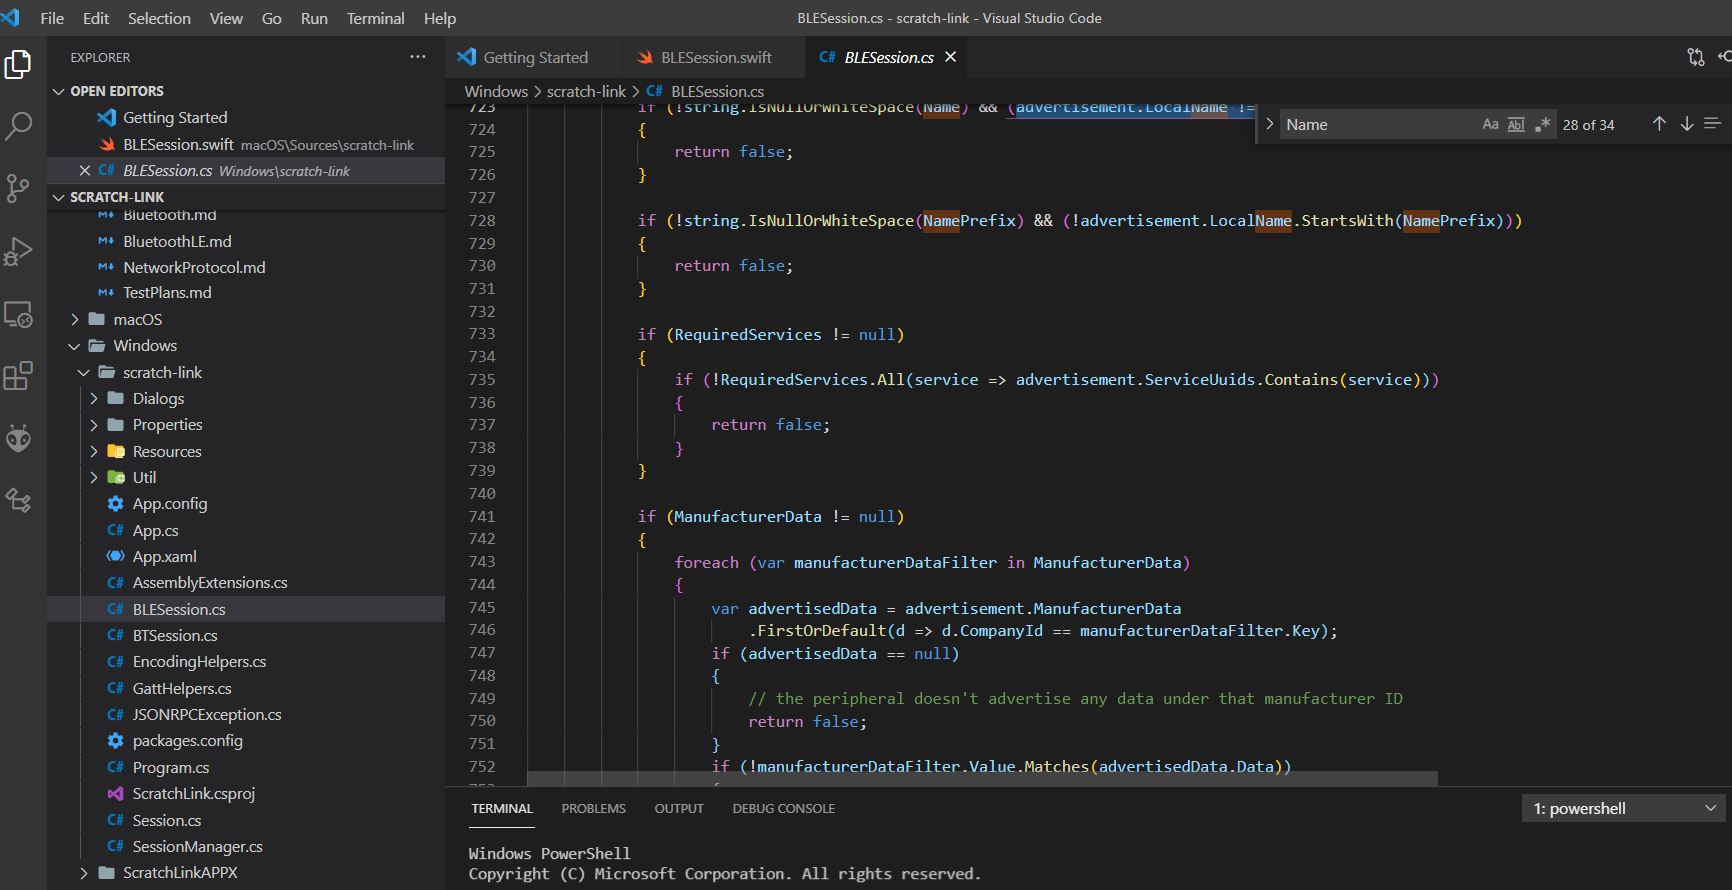 File Edit Selection View Go Run Terminal Help
BLESession.cs - scratch-link - Visual Studio Code
EXPLORER
OPEN EDITORS
Getting Started
BLESession.swift macOS\Sources\scratch-link
BLESession.cs Windows\scratch-link
SCRATCH-LINK
Bluetooth.md
BluetoothLE.md
NetworkProtocol.md
TestPlans.md
macOS
Windows
scratch-link
Dialogs
Properties
Resources
Util
App.config
C# App.cs
App.xaml
C# AssemblyExtensions.cs
C# BLESession.cs
C# BTSession.cs
C# EncodingHelpers.cs
C# GattHelpers.cs
C# JSONRPCException.cs
packages.config
C# Program.cs
ScratchLink.csproj
C# Session.cs
C# SessionManager.cs
ScratchLinkAPPX
Getting Started BLESession.swift C# BLESession.cs
Windows > scratch-link > C# BLESession.cs
Name Aa Abl .* 28 of 34
723 if (!string.IsNullOrWhiteSpace(Name) && (advertisement.LocalName !=
724 {
725 return false;
726 }
727
728 if (!string.IsNullOrWhiteSpace(NamePrefix) && (!advertisement.LocalName.StartsWith(NamePrefix)))
729 {
730 return false;
731 }
732
733 if (RequiredServices != null)
734 {
735 if (!RequiredServices.All(service => advertisement.ServiceUuids.Contains(service)))
736 {
737 return false;
738 }
739 }
740
741 if (ManufacturerData != null)
742 {
743 foreach (var manufacturerDataFilter in ManufacturerData)
744 {
745 var advertisedData = advertisement.ManufacturerData
746 .FirstOrDefault(d => d.CompanyId == manufacturerDataFilter.Key);
747 if (advertisedData == null)
748 {
749 // the peripheral doesn't advertise any data under that manufacturer ID
750 return false;
751 }
752 if (!manufacturerDataFilter.Value.Matches(advertisedData.Data))
TERMINAL PROBLEMS OUTPUT DEBUG CONSOLE
1: powershell
Windows PowerShell
Copyright (C) Microsoft Corporation. All rights reserved.